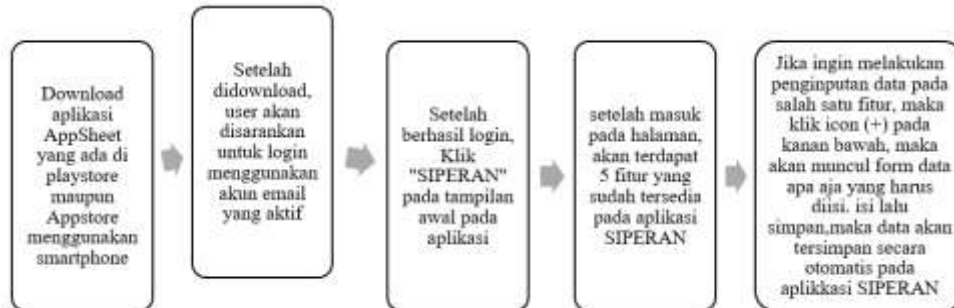 Download
aplikasi
AppSheet
yang ada di
playstore
maupun
Appstore
menggunakan
smartphone
Setelah
didownload,
user akan
disarankan
untuk login
menggunakan
akun email
yang aktif
Setelah
berhasil login,
Klik
"SIPERAN"
pada tampilan
awal pada
aplikasi
setelah masuk
pada halaman,
akan terdapat
5 fitur yang
sudah tersedia
pada aplikasi
SIPERAN
Jika ingin melakukan
penginputan data pada
salah satu fitur, maka
klik icon (+) pada
kanan bawah, maka
akan muncul form data
apa aja yang harus
diisi. isi lalu
simpan,maka data akan
tersimpan secara
otomatis pada
aplikkasi SIPERAN